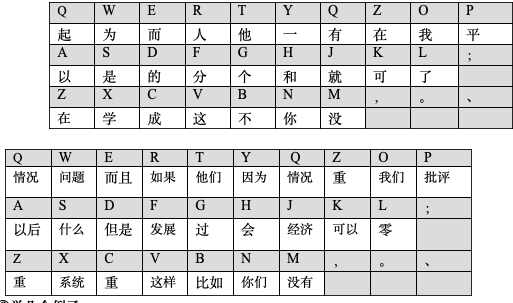 Q W E R T Y Q Z O P
起 为 而 人 他 一 有 在 我 平
A S D F G H J K L ;
以 是 的 分 个 和 就 可 了
Z X C V B N M , 。 、
在 学 成 这 不 你 没
Q W E R T Y Q Z O P
情况 问题 而且 如果 他们 因为 情况 重 我们 批评
A S D F G H J K L ;
以后 什么 但是 发展 过 会 经济 可以 零
Z X C V B N M , 。 、
重 系统 重 这样 比如 你们 没有